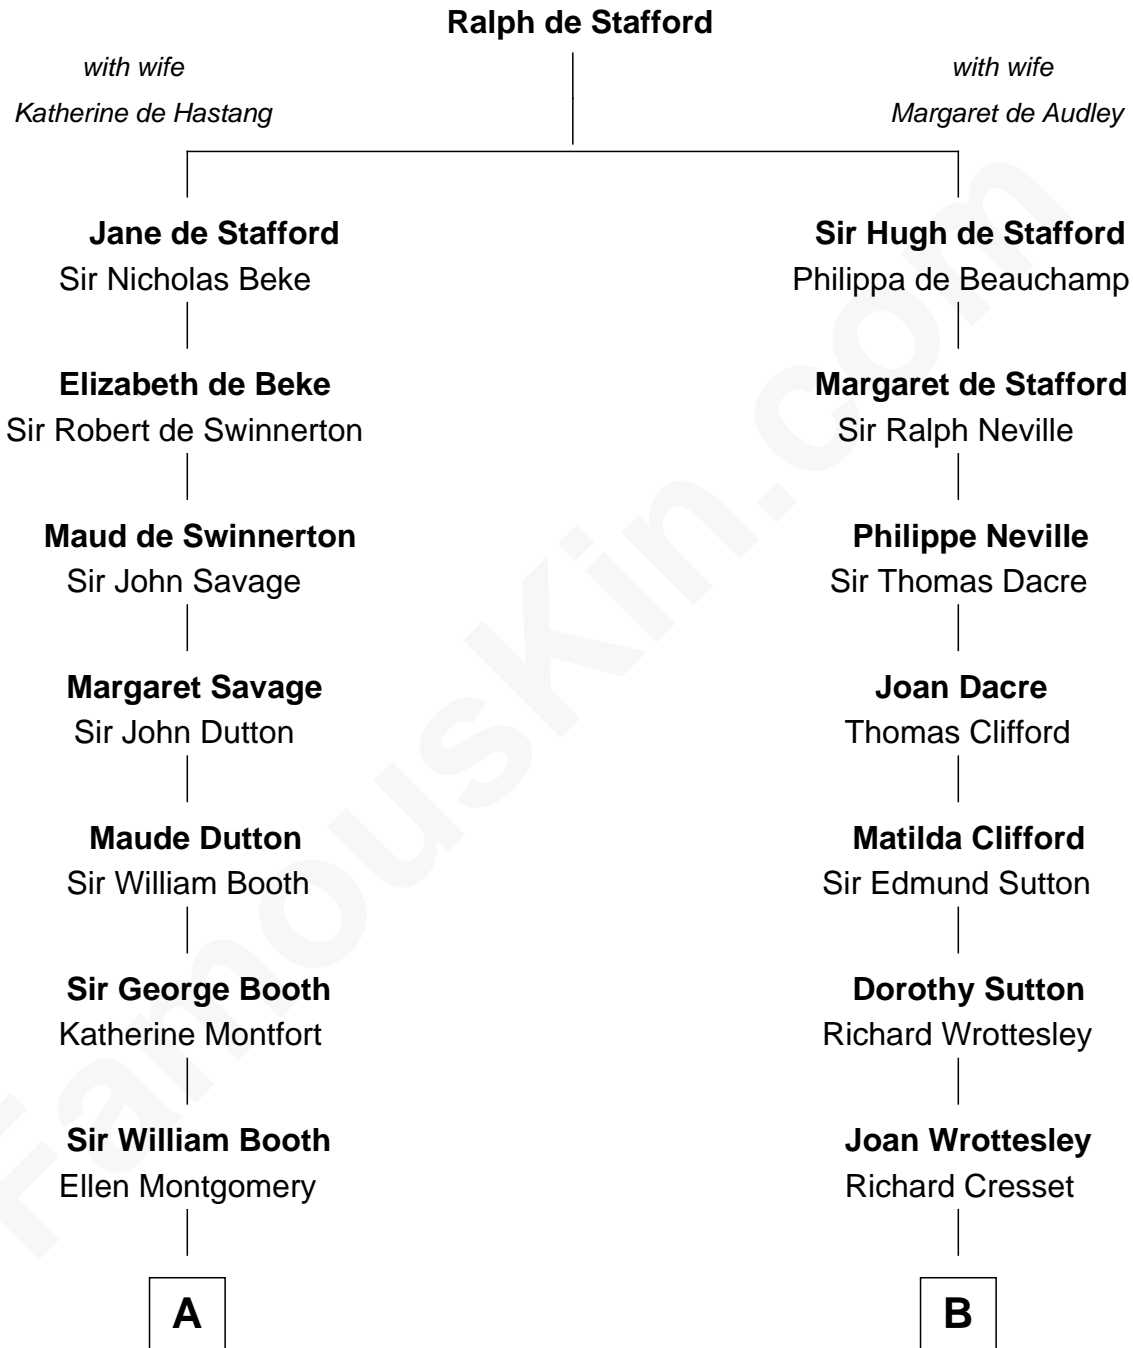 Ralph de Stafford
with wife
Katherine de Hastang
with wife
Margaret de Audley
Jane de Stafford
Sir Nicholas Beke
Sir Hugh de Stafford
Philippa de Beauchamp
Elizabeth de Beke
Sir Robert de Swinnerton
Margaret de Stafford
Sir Ralph Neville
Maud de Swinnerton
Sir John Savage
Philippe Neville
Sir Thomas Dacre
Margaret Savage
Sir John Dutton
Joan Dacre
Thomas Clifford
Maude Dutton
Sir William Booth
Matilda Clifford
Sir Edmund Sutton
Sir George Booth
Katherine Montfort
Dorothy Sutton
Richard Wrottesley
Sir William Booth
Ellen Montgomery
Joan Wrottesley
Richard Cresset
A
B
FamousKin.com